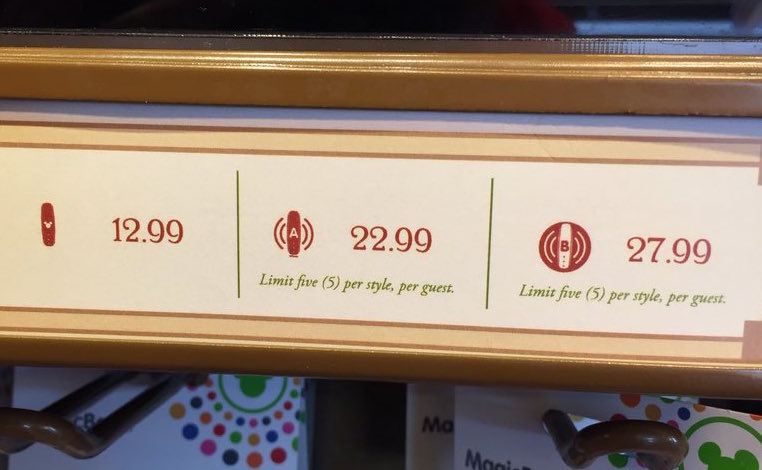 12.99
A 22.99
Limit five (5) per style, per guest.
B 27.99
Limit five (5) per style, per guest.